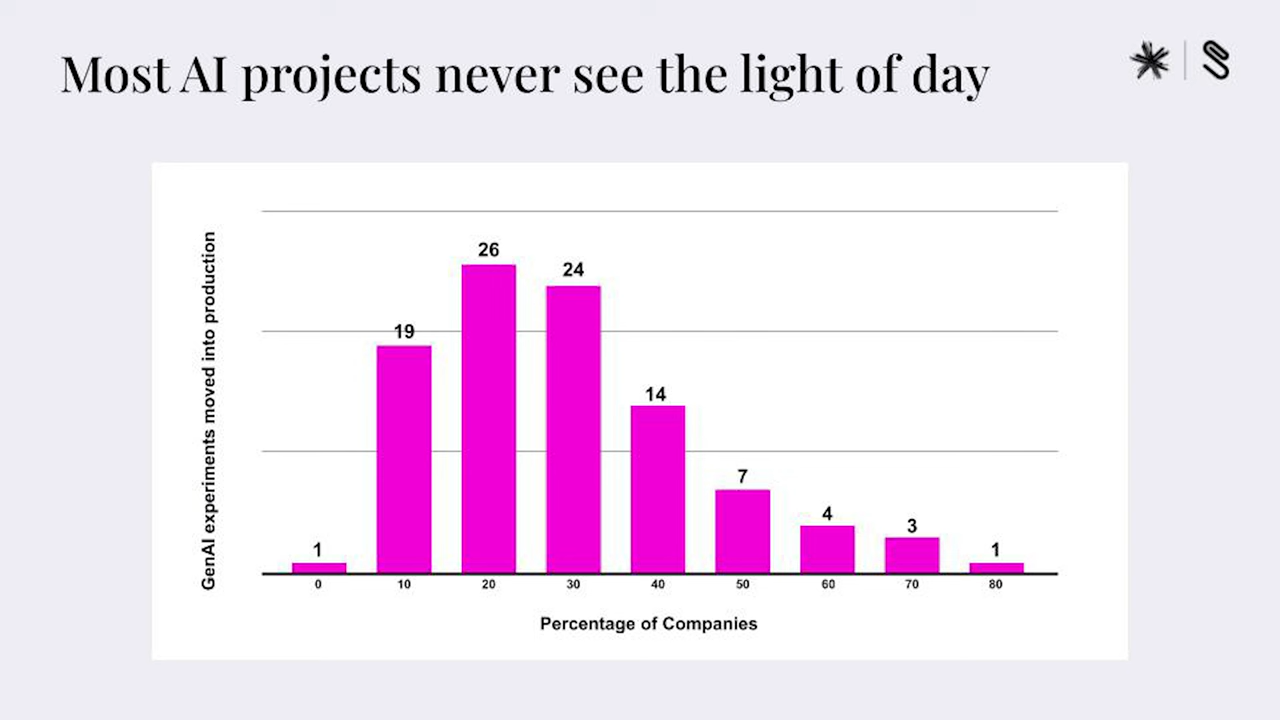 Most AI projects never see the light of day
GenAI experiments moved into production
26
24
19
14
7
4
3
1
1
0 10 20 30 40 50 60 70 80
Percentage of Companies